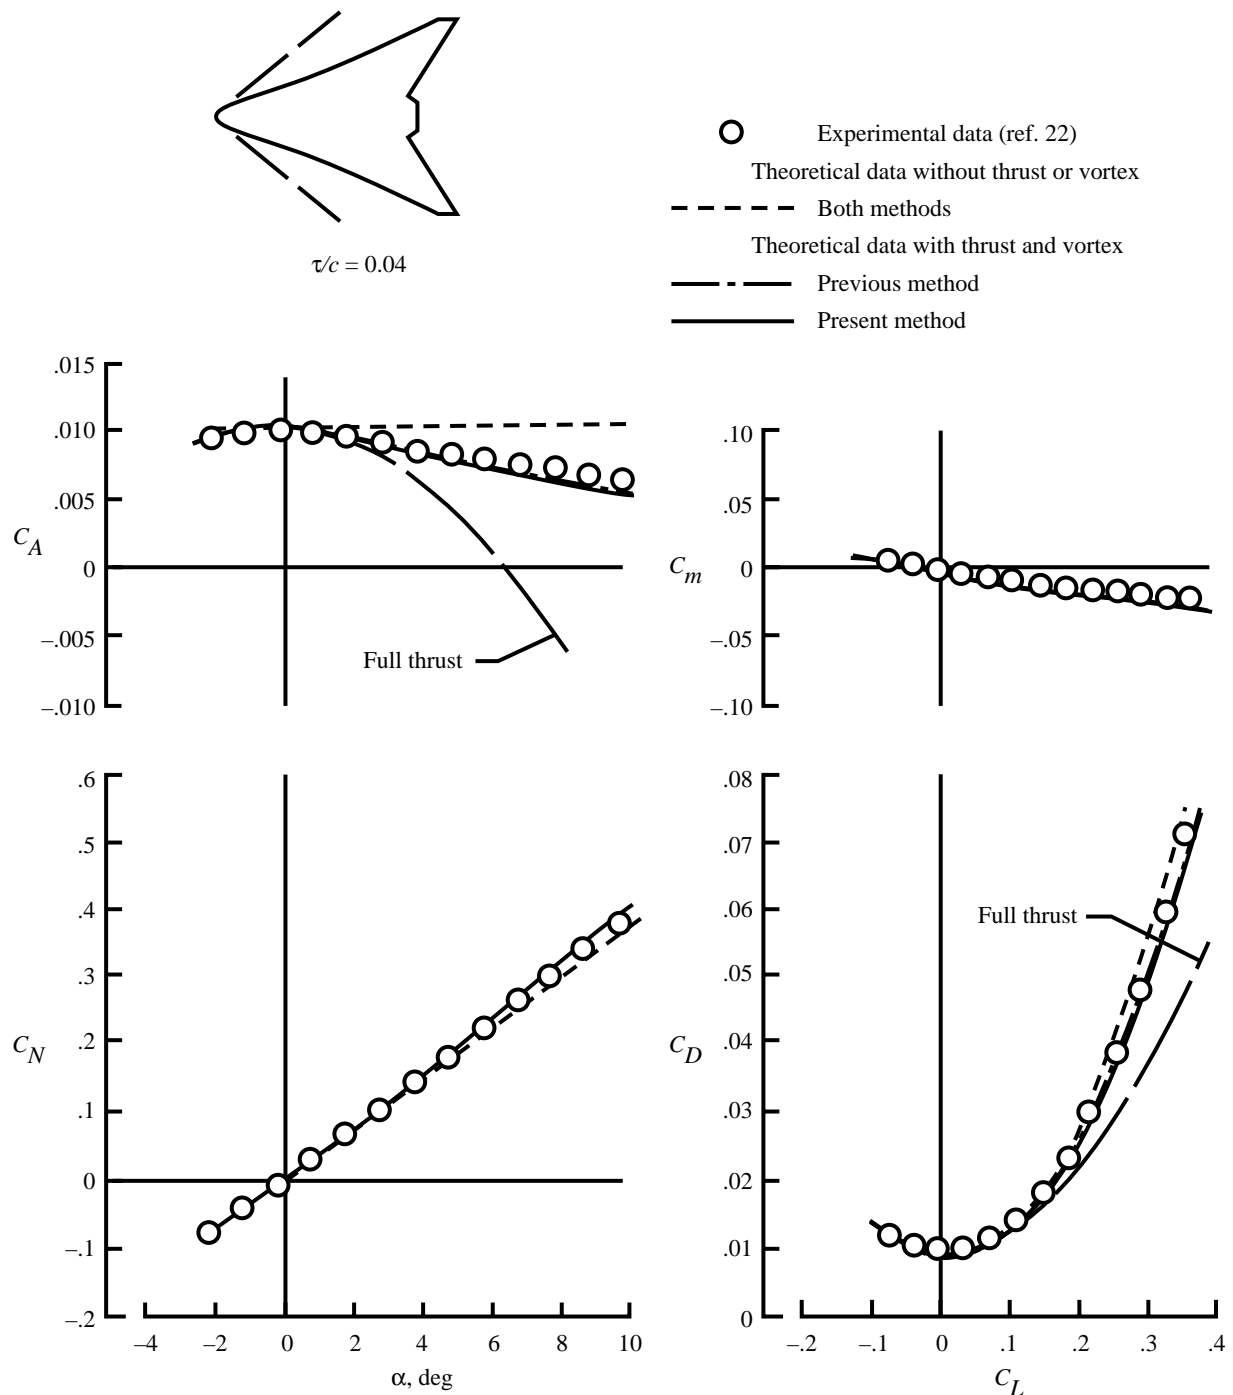 Experimental data (ref. 22)
Theoretical data without thrust or vortex
Both methods
Theoretical data with thrust and vortex
Previous method
Present method
τ/c = 0.04
.015
.010
.005
0
–.005
–.010
C_A
Full thrust
.10
.05
0
–.05
–.10
C_m
.6
.5
.4
.3
.2
.1
0
–.1
–.2
C_N
–4 –2 0 2 4 6 8 10
α, deg
.08
.07
.06
.05
.04
.03
.02
.01
0
C_D
Full thrust
–.2 –.1 0 .1 .2 .3 .4
C_L